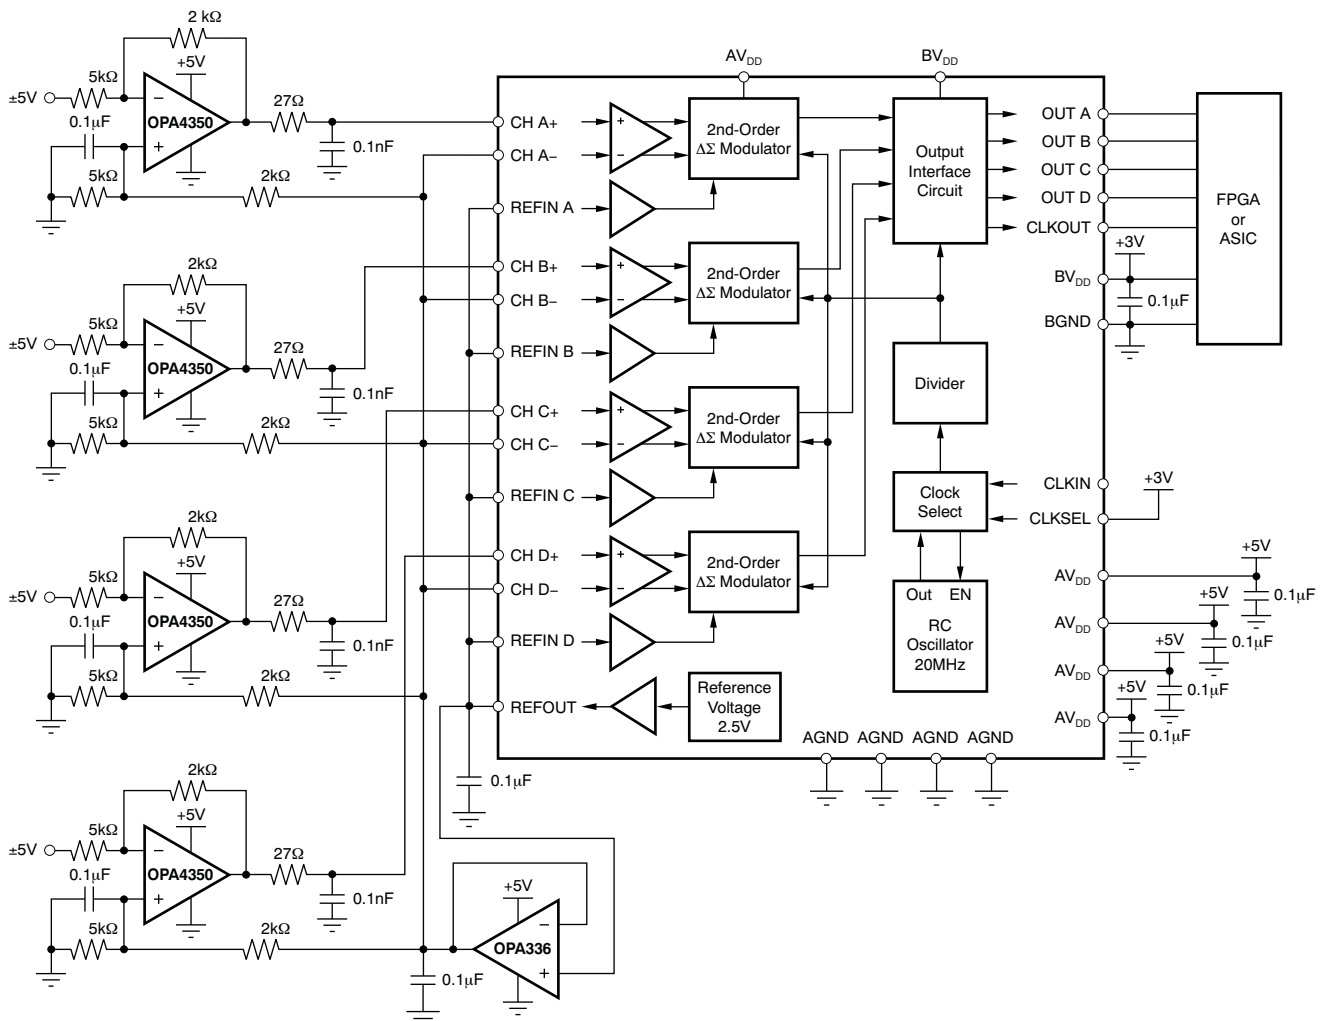 2 kΩ
+5V
5kΩ
±5V
0.1µF
−
OPA4350
+
27Ω
0.1nF
5kΩ
2kΩ
2kΩ
+5V
5kΩ
±5V
0.1µF
−
OPA4350
+
27Ω
0.1nF
5kΩ
2kΩ
2kΩ
+5V
5kΩ
±5V
0.1µF
−
OPA4350
+
27Ω
0.1nF
5kΩ
2kΩ
2kΩ
+5V
5kΩ
±5V
0.1µF
−
OPA4350
+
27Ω
0.1nF
5kΩ
2kΩ
0.1µF
+5V
−
OPA336
+
0.1µF
AVDD
BVDD
CH A+
CH A−
REFIN A
+
−
2nd-Order
ΔΣ Modulator
CH B+
CH B−
REFIN B
+
−
2nd-Order
ΔΣ Modulator
CH C+
CH C−
REFIN C
+
−
2nd-Order
ΔΣ Modulator
CH D+
CH D−
REFIN D
+
−
2nd-Order
ΔΣ Modulator
REFOUT
Reference
Voltage
2.5V
Output
Interface
Circuit
Divider
Clock
Select
Out EN
RC
Oscillator
20MHz
AGND AGND AGND AGND
OUT A
OUT B
OUT C
OUT D
CLKOUT
BVDD
BGND
CLKIN
CLKSEL
AVDD
AVDD
AVDD
AVDD
+3V
0.1µF
FPGA
or
ASIC
+3V
+5V
0.1µF
+5V
0.1µF
+5V
0.1µF
+5V
0.1µF